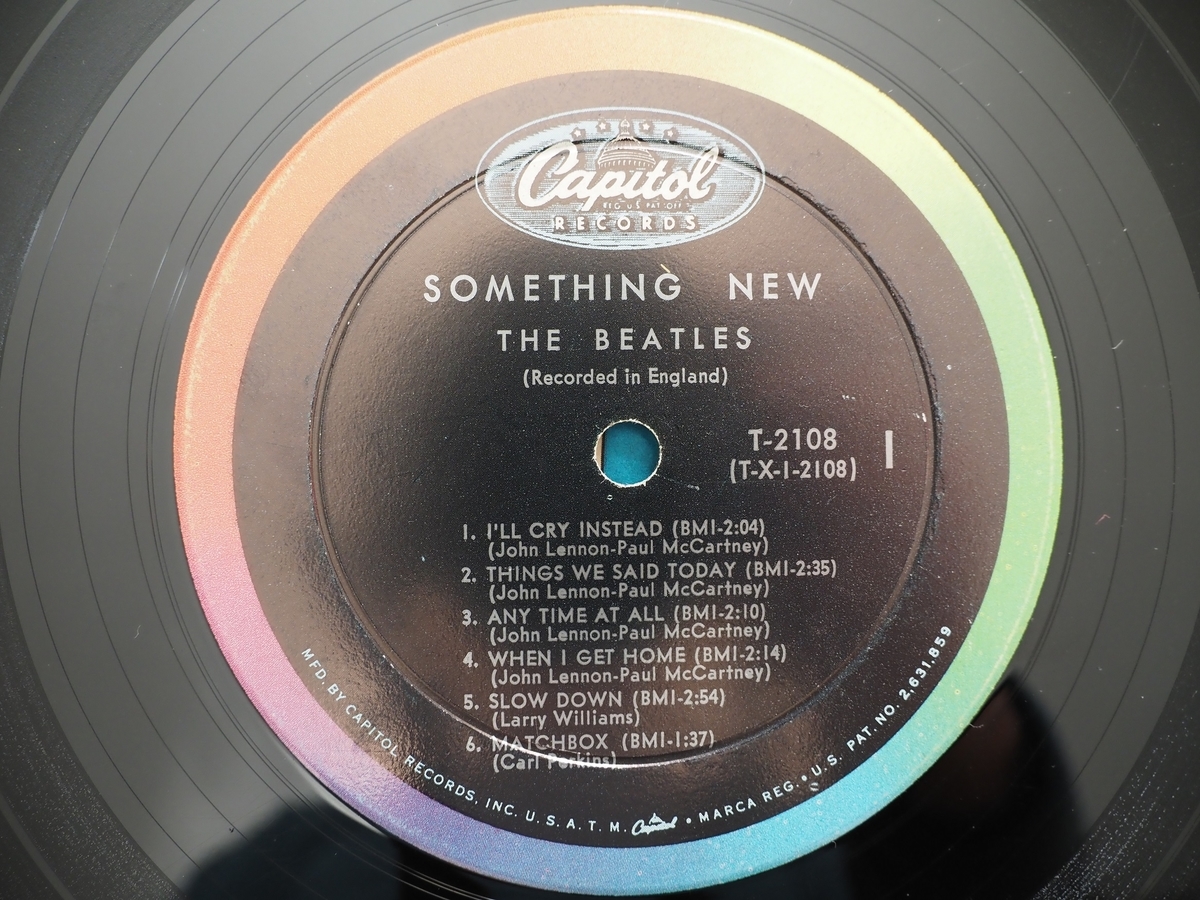 Capitol
REG. U.S. PAT. OFF.
RECORDS
SOMETHING NEW
THE BEATLES
(Recorded in England)
T-2108
(T-X-1-2108)
1
1. I'LL CRY INSTEAD (BMI-2:04)
(John Lennon-Paul McCartney)
2. THINGS WE SAID TODAY (BMI-2:35)
(John Lennon-Paul McCartney)
3. ANY TIME AT ALL (BMI-2:10)
(John Lennon-Paul McCartney)
4. WHEN I GET HOME (BMI-2:14)
(John Lennon-Paul McCartney)
5. SLOW DOWN (BMI-2:54)
(Larry Williams)
6. MATCHBOX (BMI-1:37)
(Carl Perkins)
MFD. BY CAPITOL RECORDS, INC. U.S.A. T.M. Capitol • MARCA REG. • U.S. PAT. NO. 2,631,859